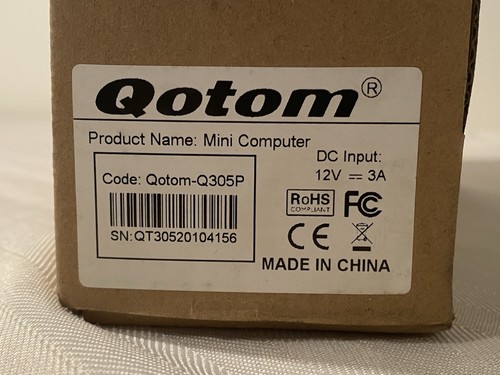 Qotom®
Product Name: Mini Computer
Code: Qotom-Q305P
SN:QT30520104156
DC Input:
12V ⎓ 3A
RoHS
COMPLIANT
FC
CE
MADE IN CHINA